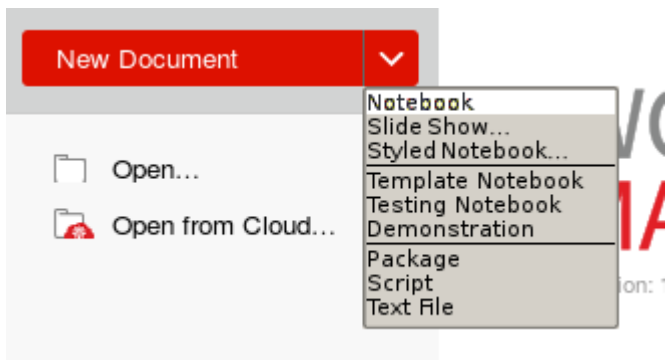 New Document
Notebook
Slide Show...
Styled Notebook...
Template Notebook
Testing Notebook
Demonstration
Package
Script
Text File
Open...
Open from Cloud...